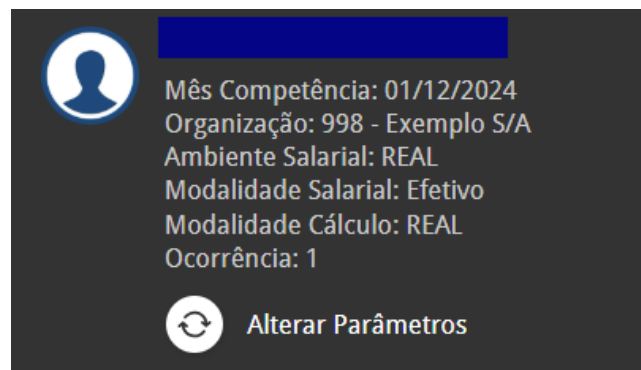 Mês Competência: 01/12/2024
Organização: 998 - Exemplo S/A
Ambiente Salarial: REAL
Modalidade Salarial: Efetivo
Modalidade Cálculo: REAL
Ocorrência: 1
Alterar Parâmetros